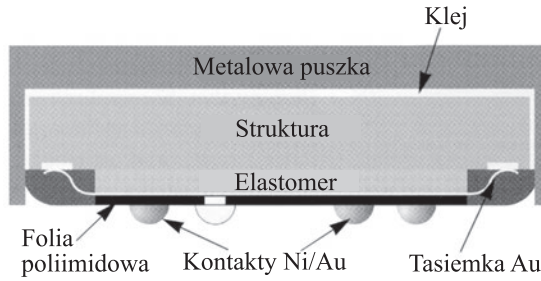 Klej
Metalowa puszka
Struktura
Elastomer
Folia
poliimidowa
Kontakty Ni/Au
Tasiemka Au